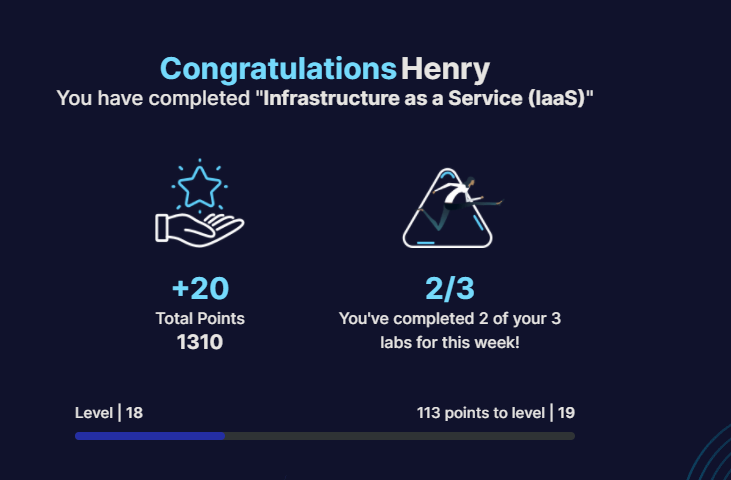 Congratulations Henry
You have completed "Infrastructure as a Service (IaaS)"
+20
Total Points
1310
2/3
You've completed 2 of your 3
labs for this week!
Level | 18
113 points to level | 19